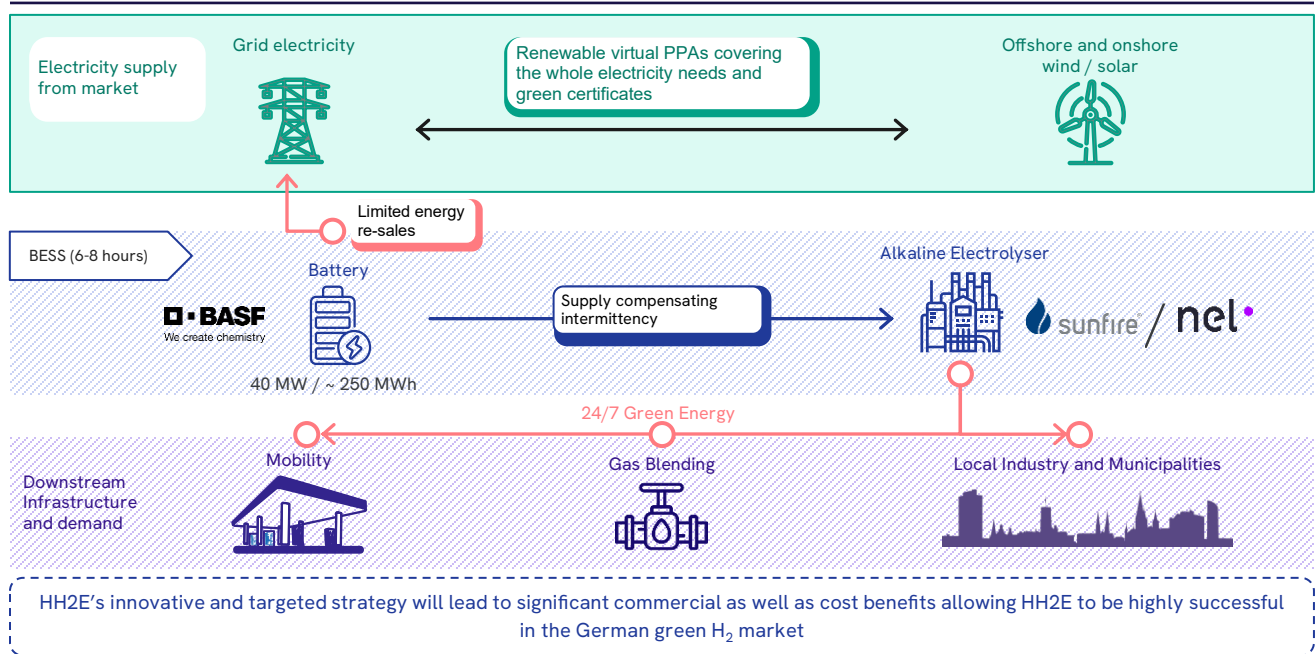 Grid electricity
Offshore and onshore
wind / solar
Electricity supply
from market
Renewable virtual PPAs covering
the whole electricity needs and
green certificates
Limited energy
re-sales
BESS (6-8 hours)
Battery
Alkaline Electrolyser
BASF
We create chemistry
Supply compensating
intermittency
sunfire® / nel
40 MW / ~ 250 MWh
24/7 Green Energy
Mobility
Gas Blending
Local Industry and Municipalities
Downstream
Infrastructure
and demand
HH2E’s innovative and targeted strategy will lead to significant commercial as well as cost benefits allowing HH2E to be highly successful
in the German green H₂ market